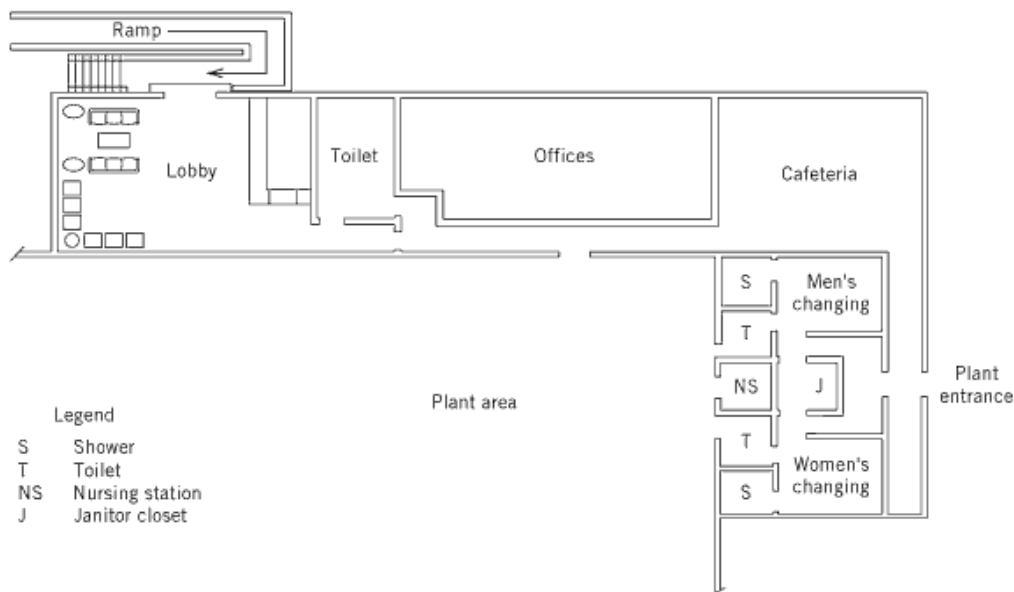 Ramp
Toilet
Offices
Lobby
Cafeteria
S
Men's
changing
T
NS
J
Plant
entrance
Plant area
T
Women's
changing
S
Legend
S Shower
T Toilet
NS Nursing station
J Janitor closet